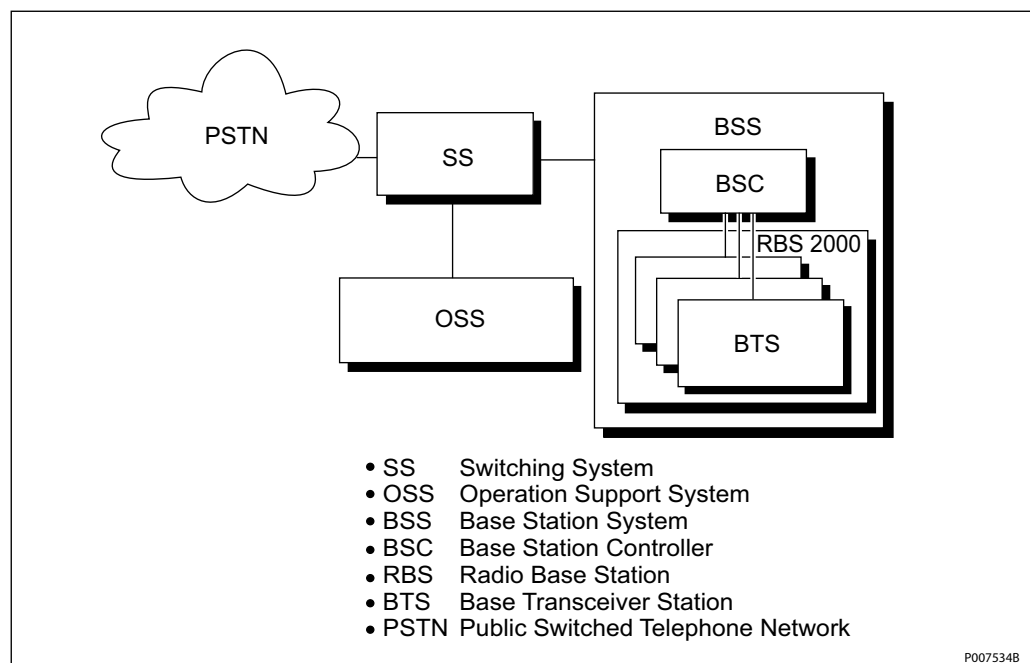 PSTN
SS
BSS
BSC
RBS 2000
OSS
BTS
• SS Switching System
• OSS Operation Support System
• BSS Base Station System
• BSC Base Station Controller
• RBS Radio Base Station
• BTS Base Transceiver Station
• PSTN Public Switched Telephone Network
P007534B